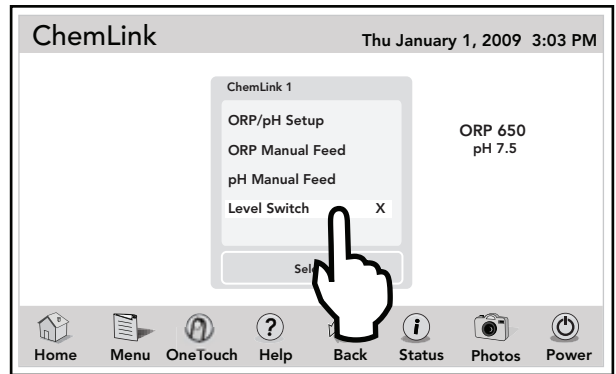 ChemLink
Thu January 1, 2009 3:03 PM
ChemLink 1
ORP/pH Setup
ORP Manual Feed
pH Manual Feed
Level Switch X
ORP 650
pH 7.5
Home Menu OneTouch Help Back Status Photos Power